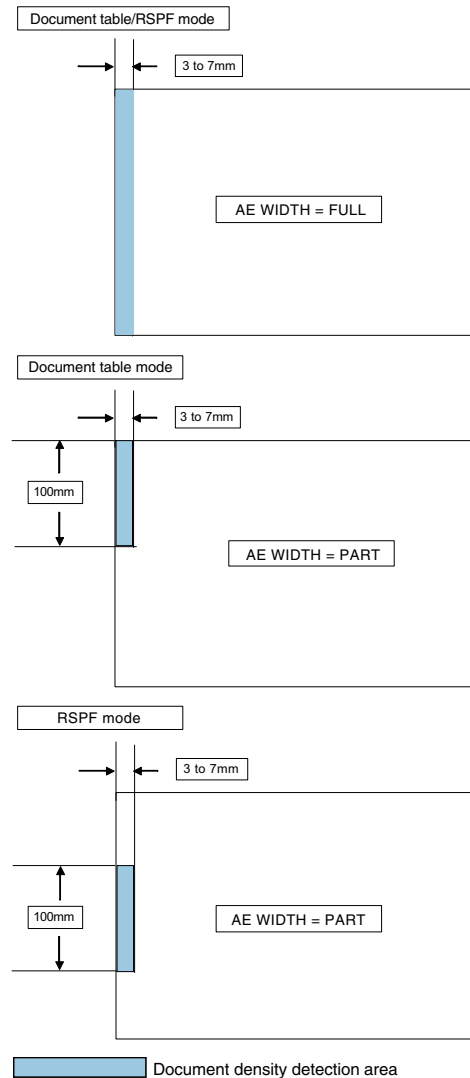 Document table/RSPF mode
3 to 7mm
AE WIDTH = FULL
Document table mode
3 to 7mm
100mm
AE WIDTH = PART
RSPF mode
3 to 7mm
100mm
AE WIDTH = PART
Document density detection area